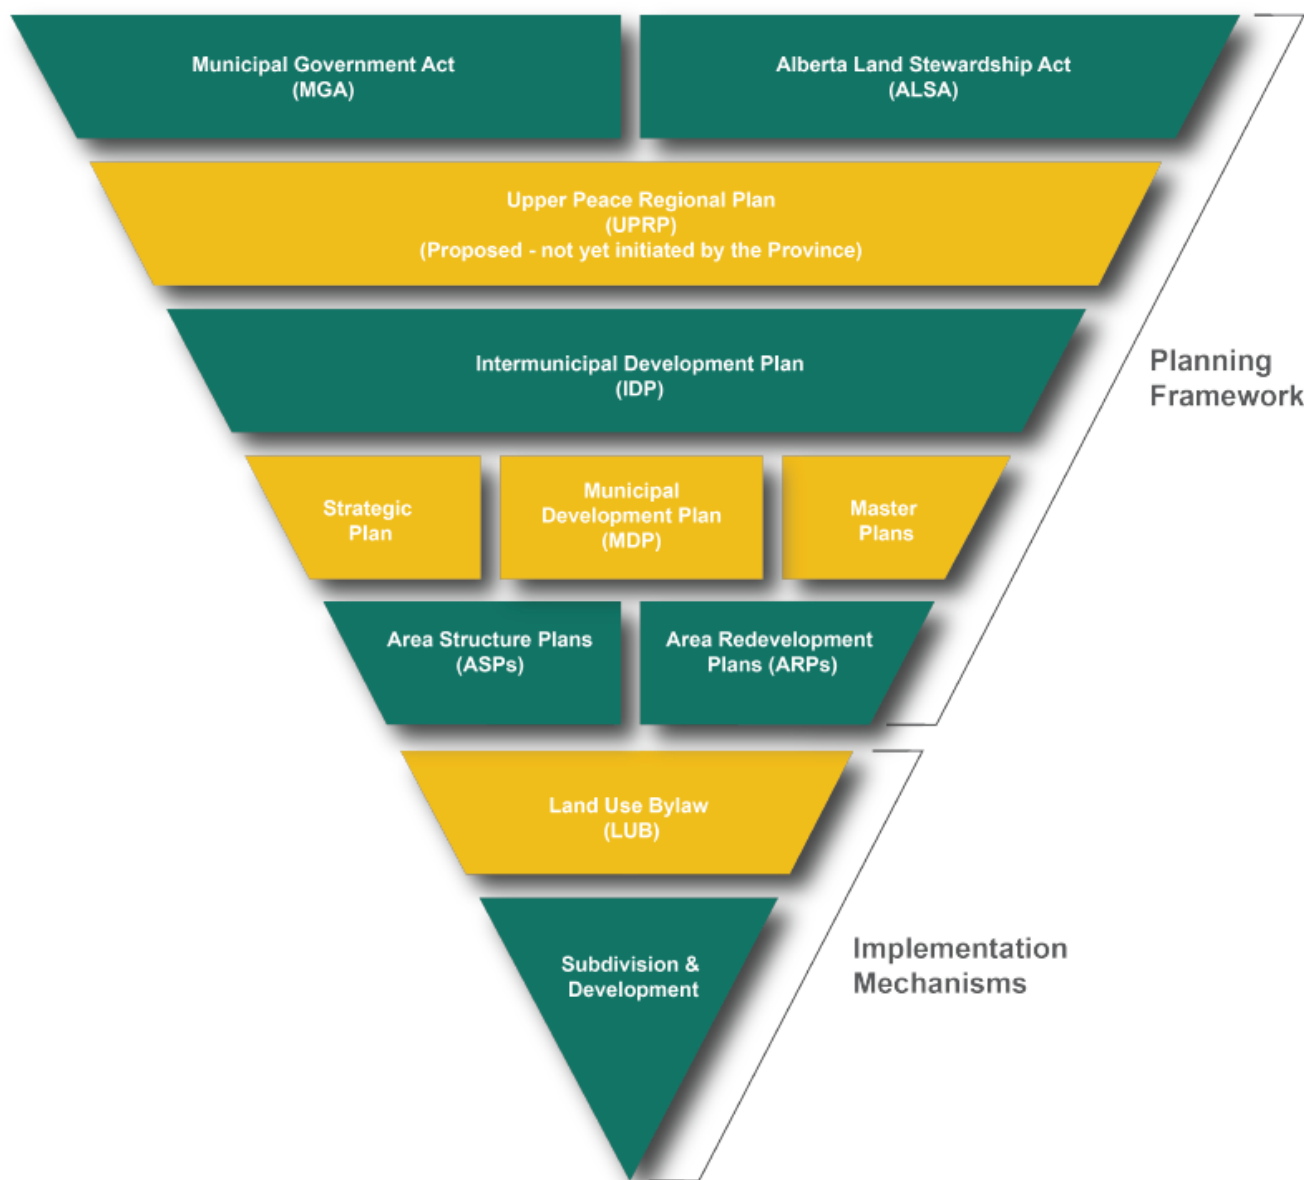 Municipal Government Act
(MGA)
Alberta Land Stewardship Act
(ALSA)
Upper Peace Regional Plan
(UPRP)
(Proposed - not yet initiated by the Province)
Intermunicipal Development Plan
(IDP)
Planning
Framework
Strategic
Plan
Municipal
Development Plan
(MDP)
Master
Plans
Area Structure Plans
(ASPs)
Area Redevelopment
Plans (ARPs)
Land Use Bylaw
(LUB)
Subdivision &
Development
Implementation
Mechanisms